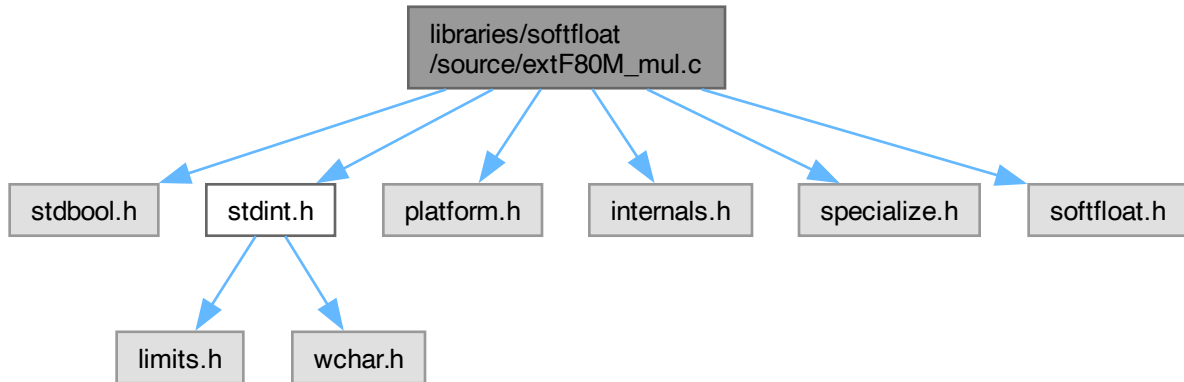 libraries/softfloat
/source/extF80M_mul.c
stdbool.h
stdint.h
platform.h
internals.h
specialize.h
softfloat.h
limits.h
wchar.h